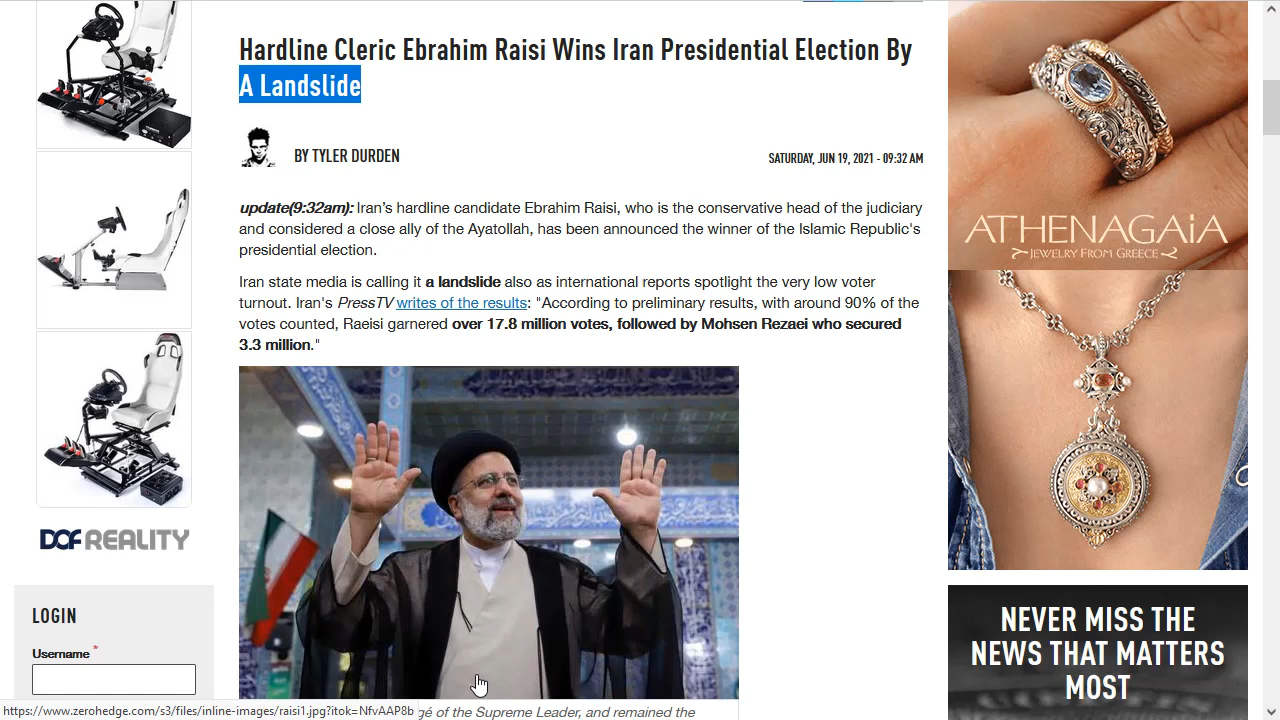 Hardline Cleric Ebrahim Raisi Wins Iran Presidential Election By
A Landslide
BY TYLER DURDEN
SATURDAY, JUN 19, 2021 - 09:32 AM
update(9:32am): Iran’s hardline candidate Ebrahim Raisi, who is the conservative head of the judiciary
and considered a close ally of the Ayatollah, has been announced the winner of the Islamic Republic's
presidential election.
Iran state media is calling it a landslide also as international reports spotlight the very low voter
turnout. Iran's PressTV writes of the results: "According to preliminary results, with around 90% of the
votes counted, Raeisi garnered over 17.8 million votes, followed by Mohsen Rezaei who secured
3.3 million."
DOF REALITY
LOGIN
Username *
ATHENAGAIA
JEWELRY FROM GREECE
NEVER MISS THE
NEWS THAT MATTERS
MOST
https://www.zerohedge.com/s3/files/inline-images/raisi1.jpg?itok=NfvAAP8b
of the Supreme Leader, and remained the